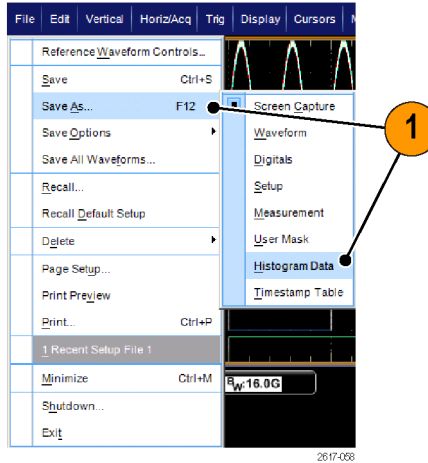 File Edit Vertical Horiz/Acq Trig Display Cursors
Reference Waveform Controls...
Save Ctrl+S
Save As... F12
Save Options
Save All Waveforms...
Recall...
Recall Default Setup
Delete
Page Setup...
Print Preview
Print... Ctrl+P
1 Recent Setup File 1
Minimize Ctrl+M
Shutdown...
Exit
Screen Capture
Waveform
Digitals
Setup
Measurement
User Mask
Histogram Data
Timestamp Table
1
BW:16.0G
2617-058